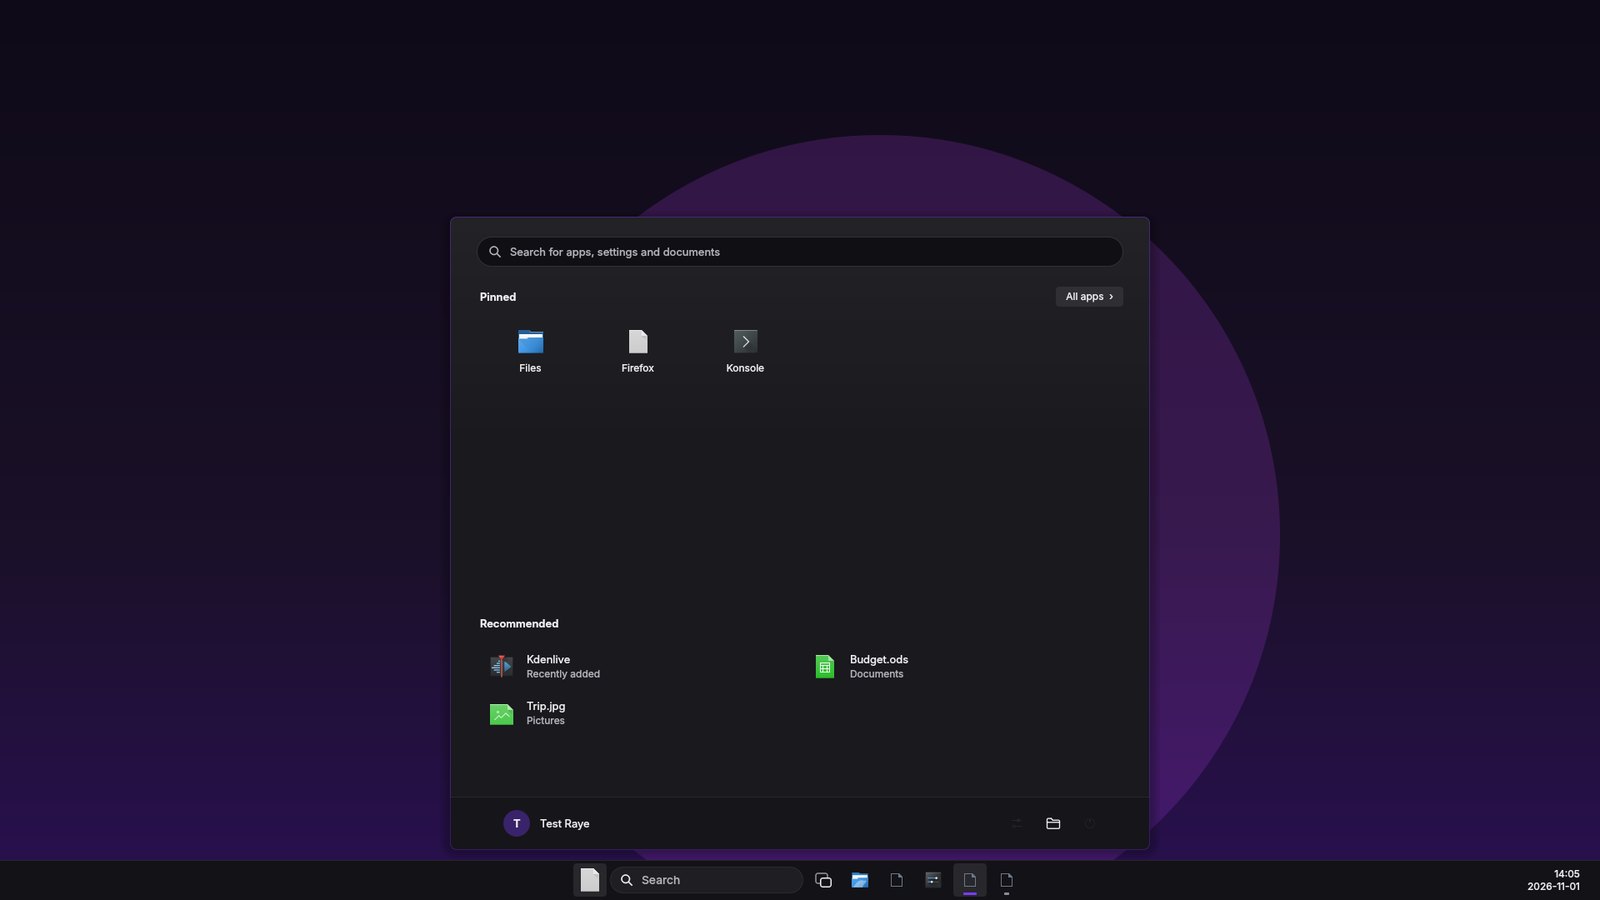 Search for apps, settings and documents
Pinned
All apps ›
Files
Firefox
Konsole
Recommended
Kdenlive
Recently added
Budget.ods
Documents
Trip.jpg
Pictures
T
Test Raye
Search
14:05
2026-11-01